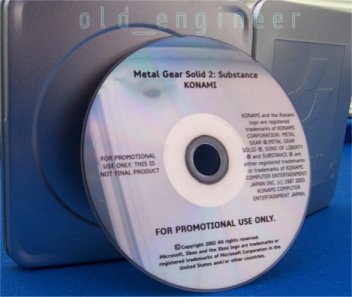 old_engineer
Metal Gear Solid 2: Substance
KONAMI
FOR PROMOTIONAL
USE ONLY. THIS IS
NOT FINAL PRODUCT
KONAMI and the Konami
logo are registered
trademarks of KONAMI
CORPORATION. METAL
GEAR ®, METAL GEAR
SOLID ®, SONS OF LIBERTY
® and SUBSTANCE ® are
either registered or
trademarks of KONAMI
COMPUTER ENTERTAINMENT
JAPAN INC. (c) 1987 2003
KONAMI COMPUTER
ENTERTAINMENT JAPAN.
FOR PROMOTIONAL USE ONLY.
©Copyright 2002 All rights reserved.
Microsoft, Xbox and the Xbox logo are trademarks or
registered trademarks of Microsoft Corporation in the
United States and/or other countries.